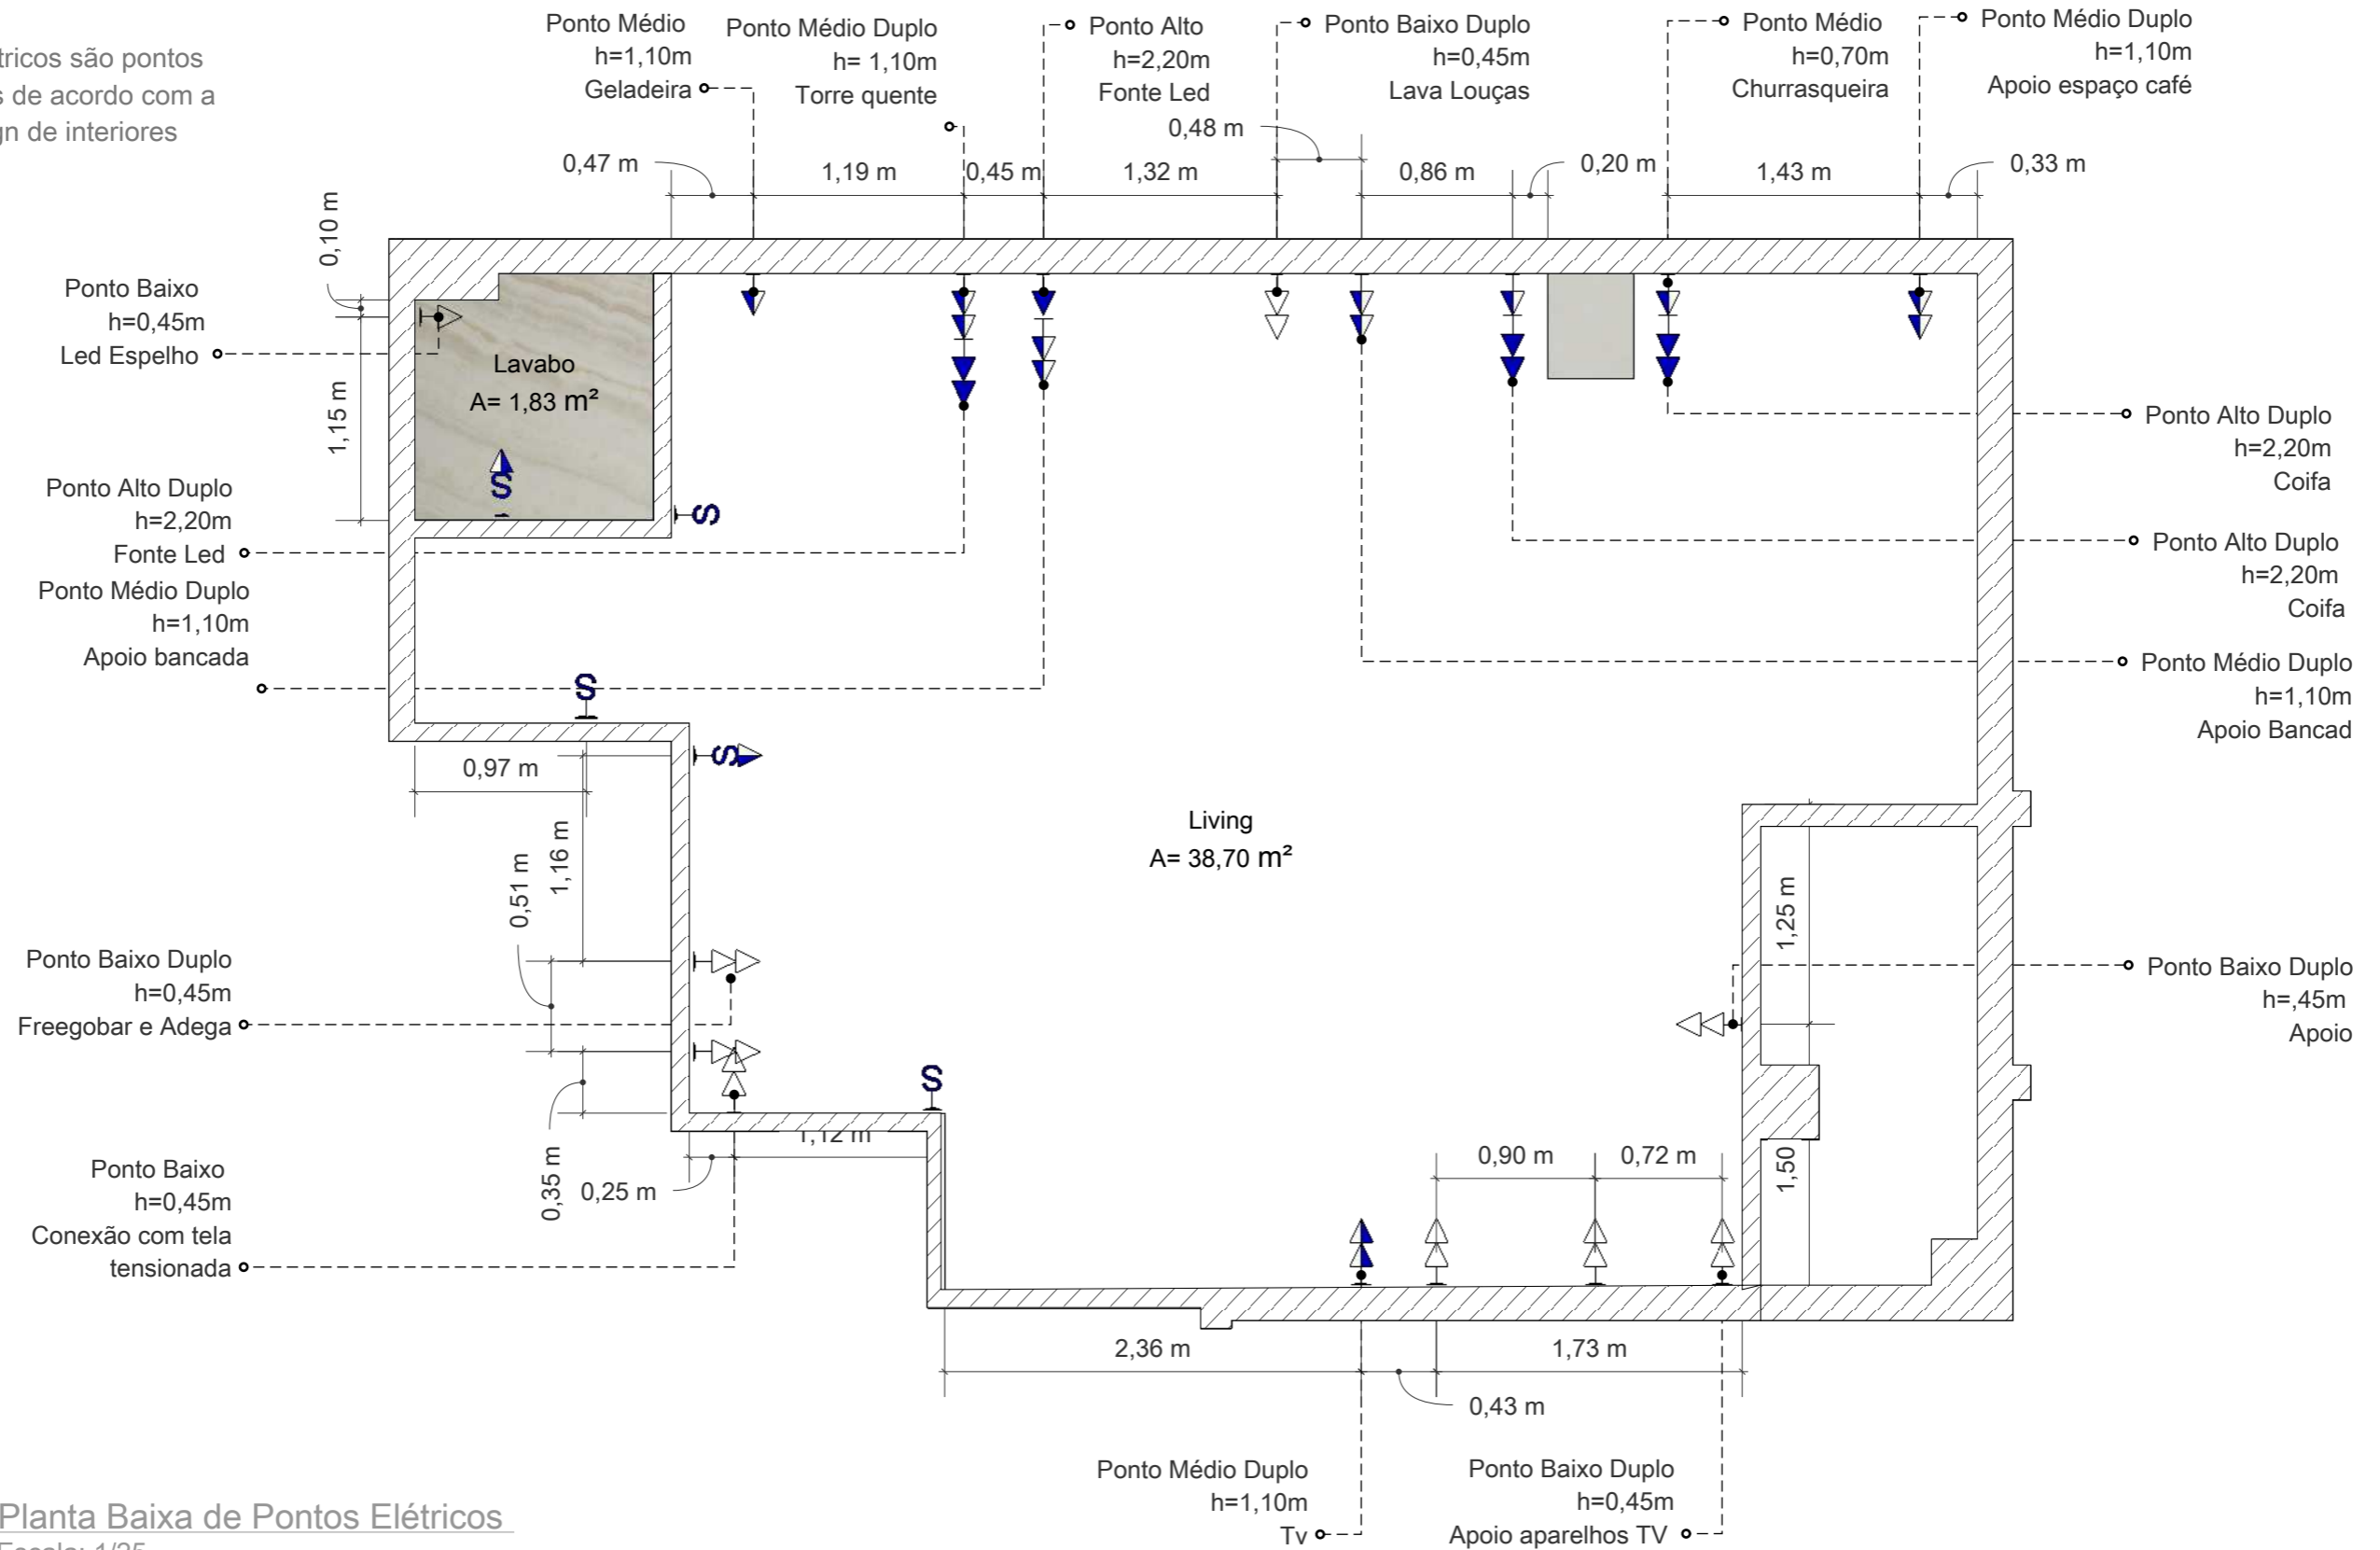 tricos são pontos
s de acordo com a
gn de interiores
Ponto Médio
h=1,10m
Geladeira
Ponto Médio Duplo
h= 1,10m
Torre quente
Ponto Alto
h=2,20m
Fonte Led
Ponto Baixo Duplo
h=0,45m
Lava Louças
Ponto Médio
h=0,70m
Churrasqueira
Ponto Médio Duplo
h=1,10m
Apoio espaço café
0,47 m
1,19 m
0,45 m
1,32 m
0,48 m
0,86 m
0,20 m
1,43 m
0,33 m
0,10 m
Ponto Baixo
h=0,45m
Led Espelho
1,15 m
Lavabo
A= 1,83 m²
S
S
Ponto Alto Duplo
h=2,20m
Fonte Led
Ponto Médio Duplo
h=1,10m
Apoio bancada
Ponto Alto Duplo
h=2,20m
Coifa
Ponto Alto Duplo
h=2,20m
Coifa
Ponto Médio Duplo
h=1,10m
Apoio Bancad
S
S
0,97 m
1,16 m
0,51 m
Living
A= 38,70 m²
1,25 m
Ponto Baixo Duplo
h=0,45m
Freegobar e Adega
Ponto Baixo Duplo
h=,45m
Apoio
S
1,12 m
0,35 m
0,25 m
Ponto Baixo
h=0,45m
Conexão com tela
tensionada
0,90 m
0,72 m
1,50
2,36 m
1,73 m
0,43 m
Ponto Médio Duplo
h=1,10m
Tv
Ponto Baixo Duplo
h=0,45m
Apoio aparelhos TV
Planta Baixa de Pontos Elétricos
Escala: 1/25